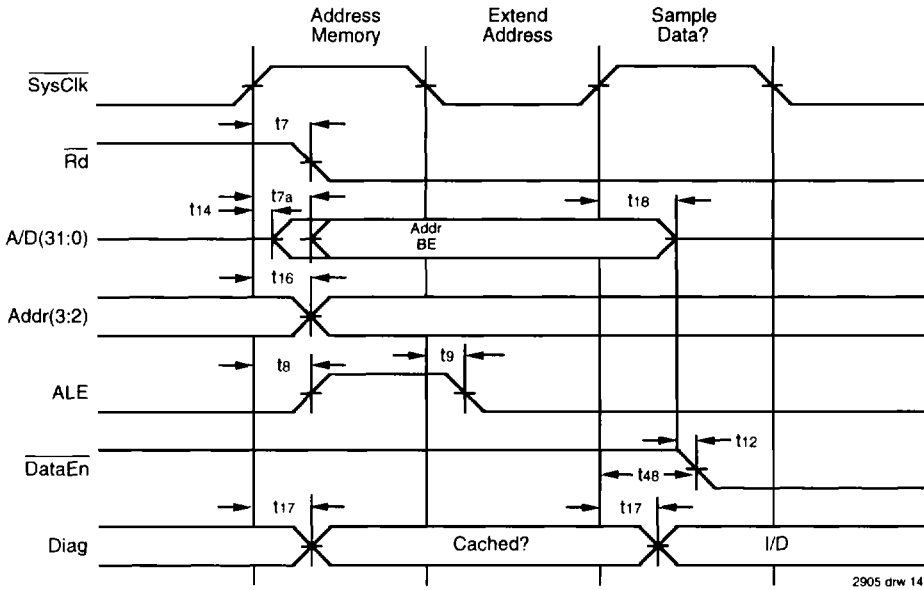 Address
Memory
Extend
Address
Sample
Data?
SysClk
t7
Rd
t7a
t14
t18
A/D(31:0)
Addr
BE
t16
Addr(3:2)
t8
t9
ALE
t12
DataEn
t48
t17
t17
Diag
Cached?
I/D
2905 drw 14